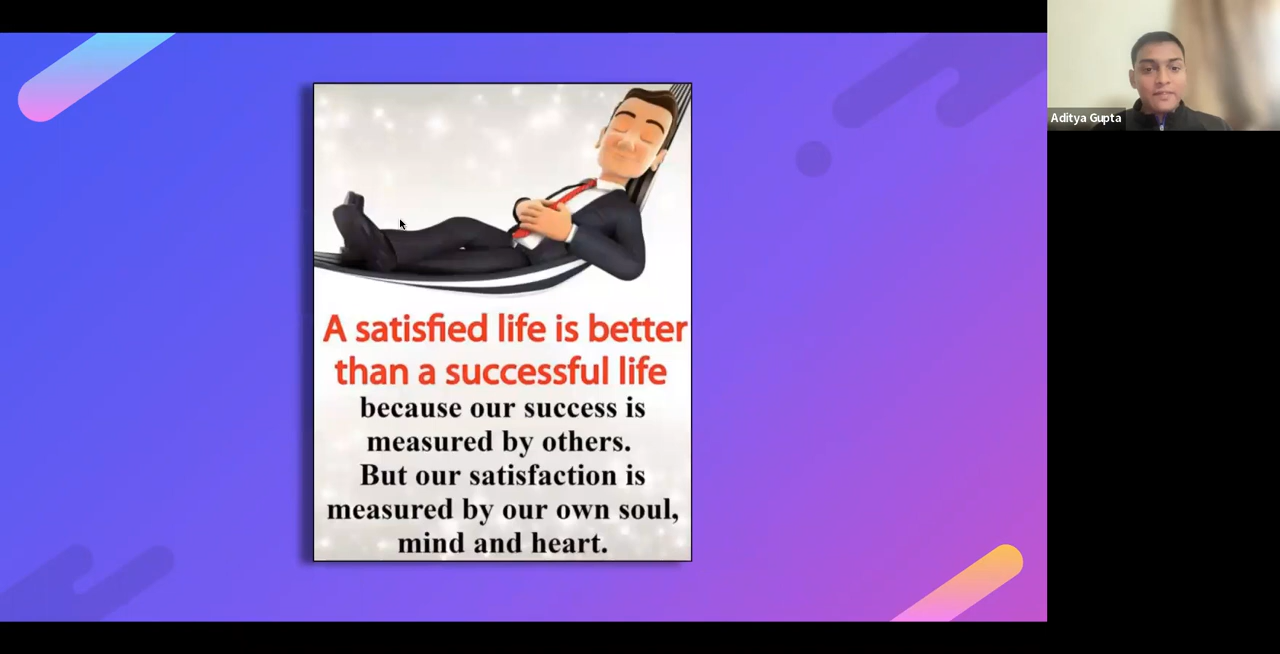 A satisfied life is better
than a successful life
because our success is
measured by others.
But our satisfaction is
measured by our own soul,
mind and heart.
Aditya Gupta